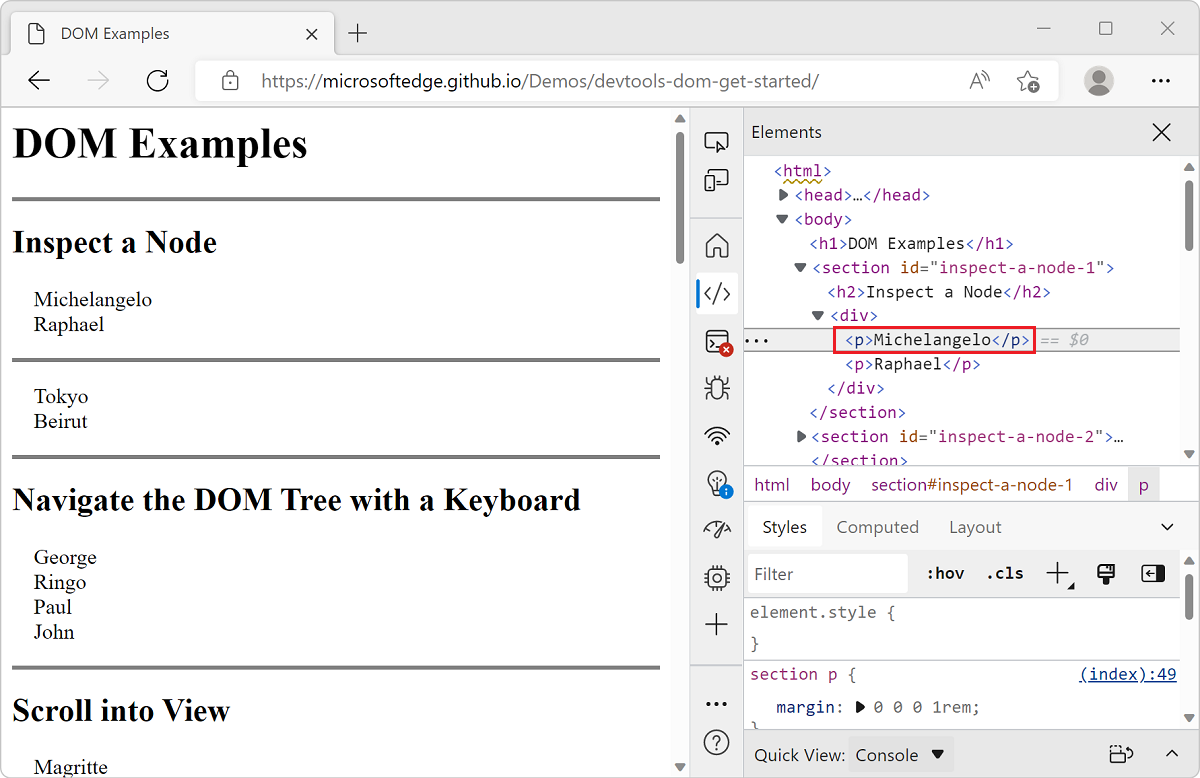 DOM Examples
https://microsoftedge.github.io/Demos/devtools-dom-get-started/
DOM Examples
Inspect a Node
Michelangelo
Raphael
Tokyo
Beirut
Navigate the DOM Tree with a Keyboard
George
Ringo
Paul
John
Scroll into View
Magritte
Elements
<html>
<head>…</head>
<body>
<h1>DOM Examples</h1>
<section id="inspect-a-node-1">
<h2>Inspect a Node</h2>
<div>
<p>Michelangelo</p> == $0
<p>Raphael</p>
</div>
</section>
<section id="inspect-a-node-2">…
</section>
html body section#inspect-a-node-1 div p
Styles Computed Layout
Filter :hov .cls
element.style {
}
section p { (index):49
margin: 0 0 0 1rem;
}
Quick View: Console